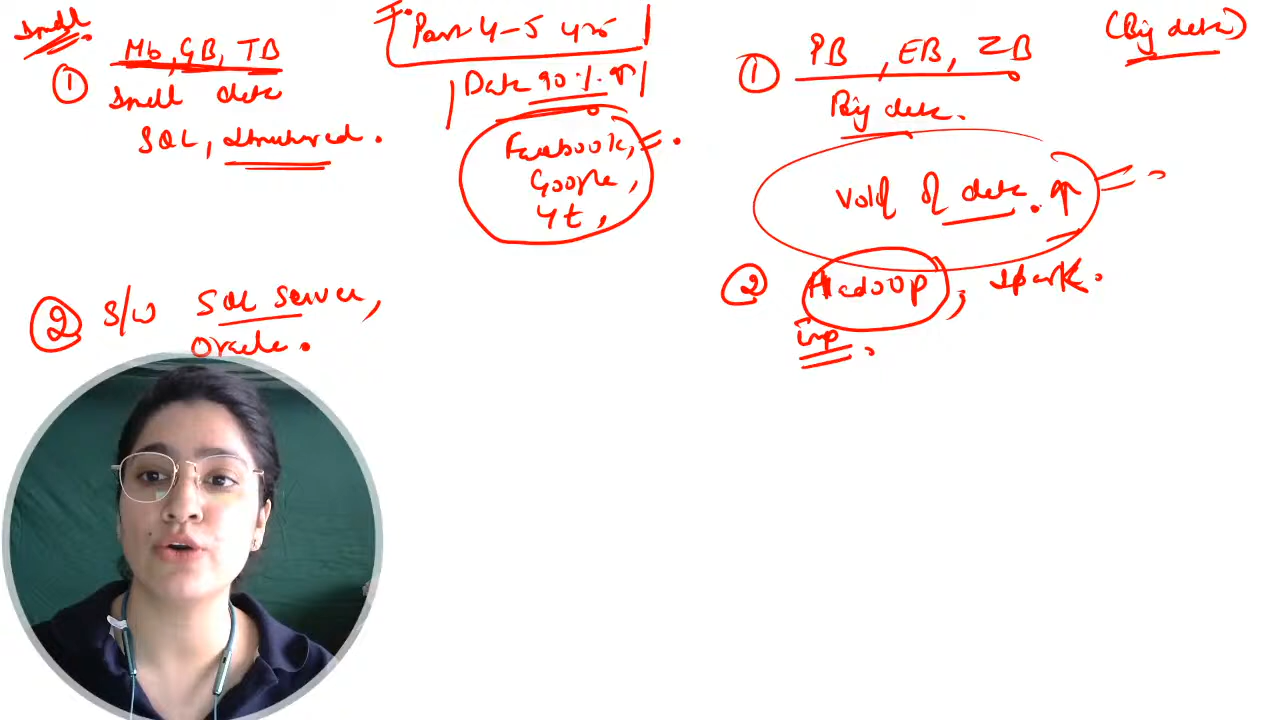 Small.
Mb, GB, TB
① Small data
SQL, structured.
② S/W SQL Server,
Oracle.
Past 4-5 yrs
Data 90 %
Facebook,
Google,
Yt,
(Big data)
① PB, EB, ZB
Big data.
of data.
② Hadoop, Spark.
imp.